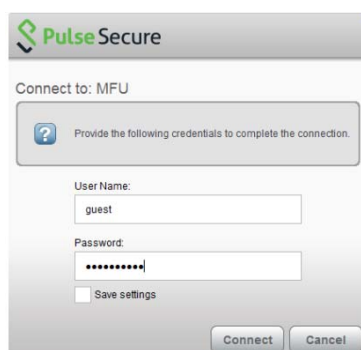 Pulse Secure
Connect to: MFU
Provide the following credentials to complete the connection.
User Name:
guest
Password:
••••••••••
Save settings
Connect Cancel